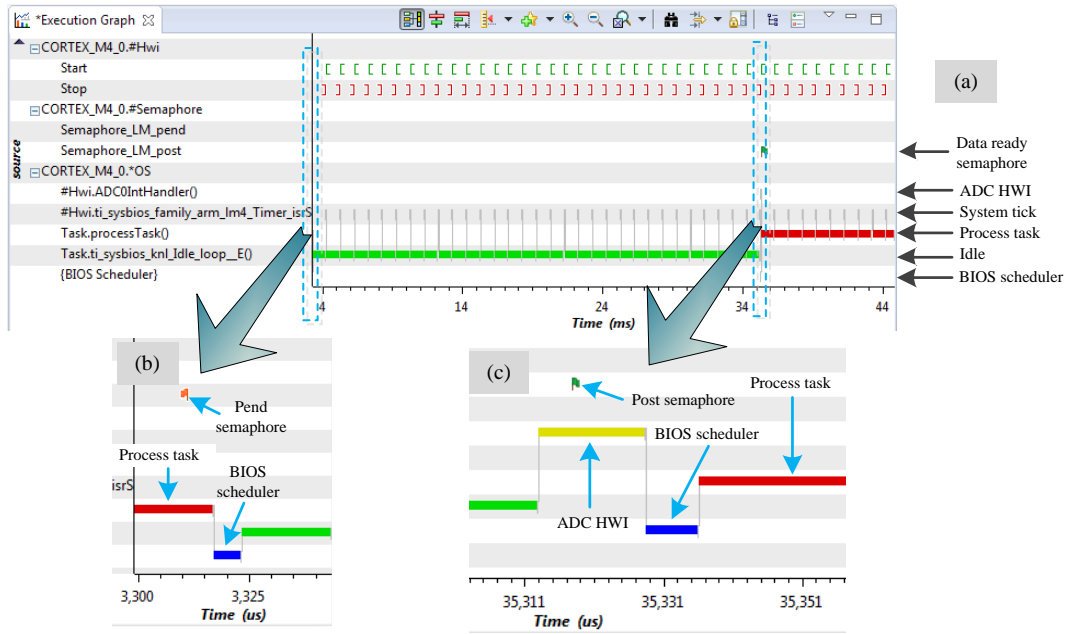 *Execution Graph
CORTEX_M4_0.#Hwi
Start
Stop
(a)
CORTEX_M4_0.#Semaphore
Semaphore_LM_pend
Semaphore_LM_post
Data ready
semaphore
source
CORTEX_M4_0.*OS
#Hwi.ADC0IntHandler()
ADC HWI
#Hwi.ti_sysbios_family_arm_lm4_Timer_isrS
System tick
Task.processTask()
Process task
Task.ti_sysbios_knl_Idle_loop__E()
Idle
{BIOS Scheduler}
BIOS scheduler
4 14 24 34 44
Time (ms)
(b)
Pend
semaphore
Process task
BIOS
scheduler
isrS
3,300 3,325
Time (us)
(c)
Process task
Post semaphore
BIOS scheduler
ADC HWI
35,311 35,331 35,351
Time (us)